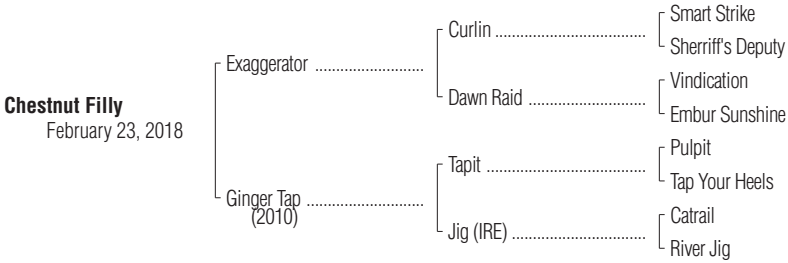 Smart Strike
Curlin ..........................................
Sherriff's Deputy
Exaggerator ..............................
Vindication
Dawn Raid ................................
Embur Sunshine
Chestnut Filly
February 23, 2018
Pulpit
Tapit ............................................
Tap Your Heels
Ginger Tap ................................
(2010)
Catrail
Jig (IRE) .....................................
River Jig